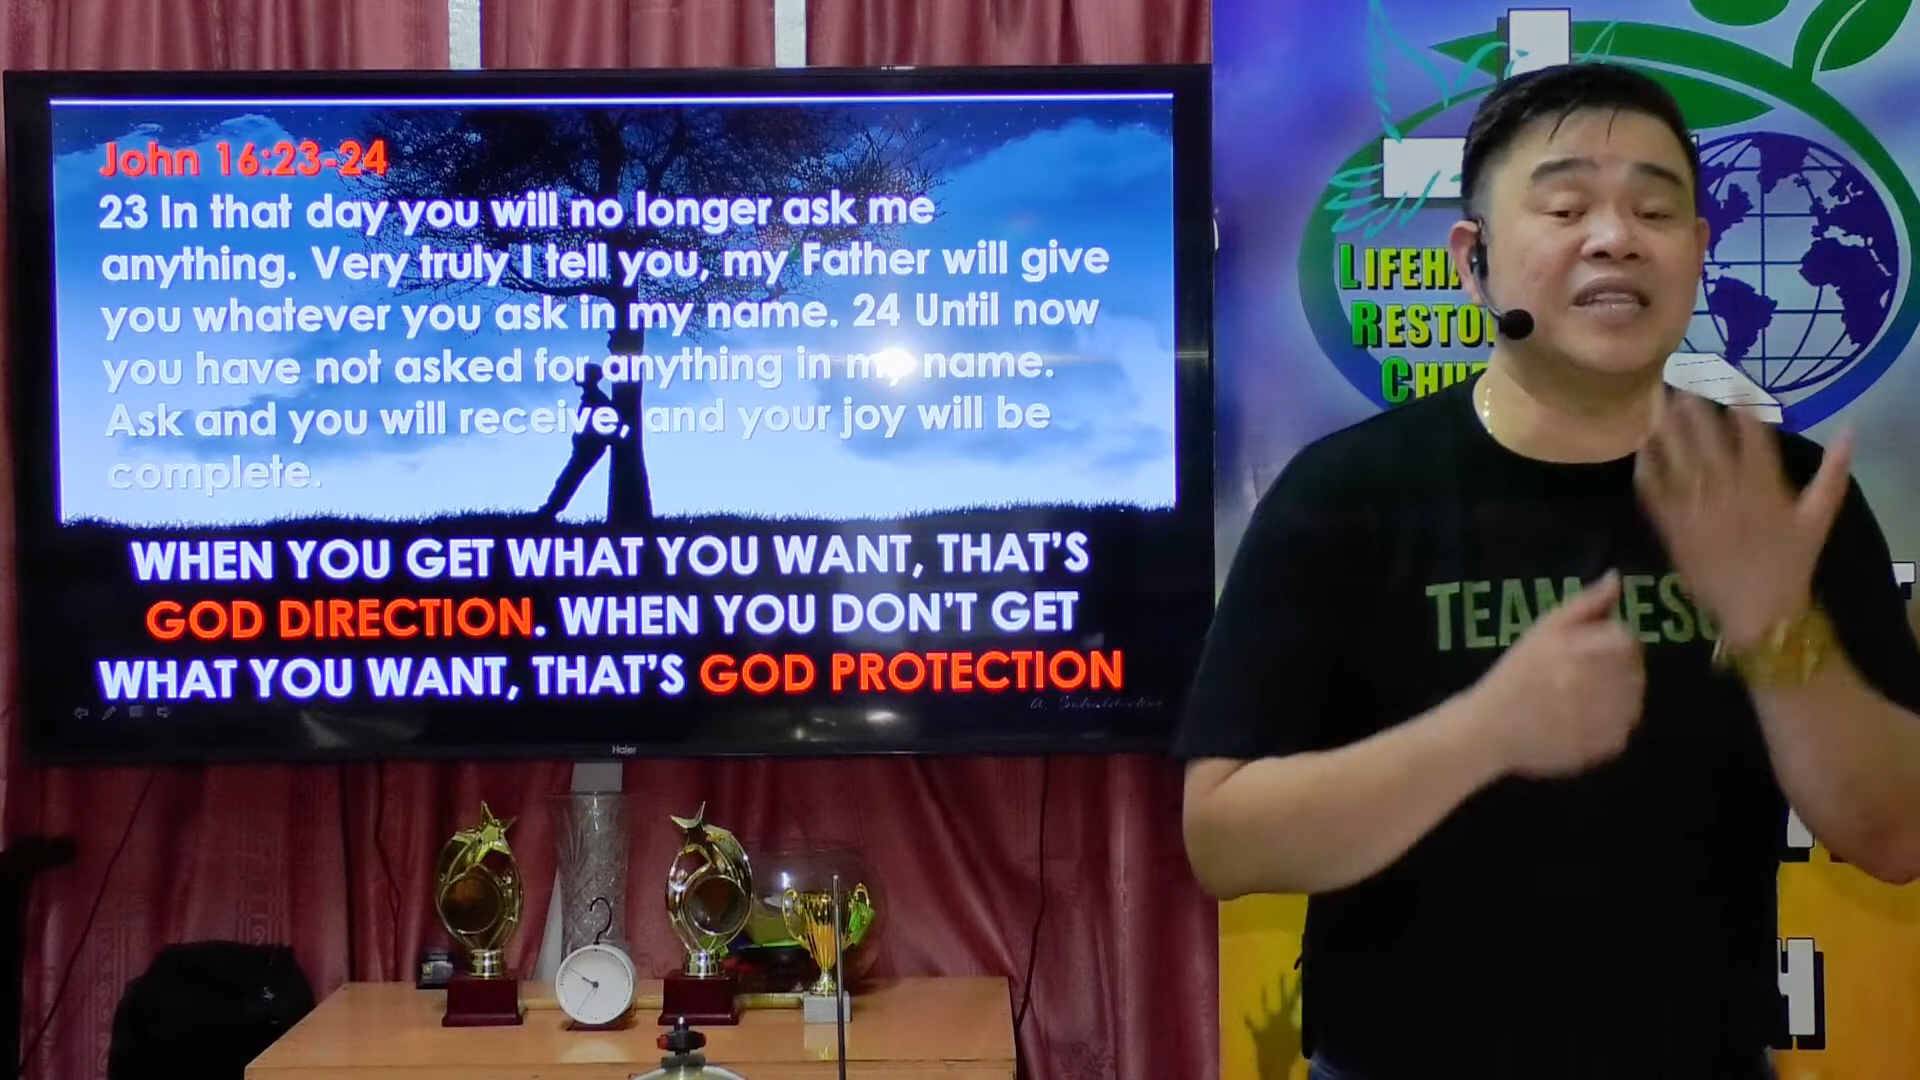 John 16:23-24
23 In that day you will no longer ask me
anything. Very truly I tell you, my Father will give
you whatever you ask in my name. 24 Until now
you have not asked for anything in my name.
Ask and you will receive, and your joy will be
complete.
WHEN YOU GET WHAT YOU WANT, THAT'S
GOD DIRECTION. WHEN YOU DON'T GET
WHAT YOU WANT, THAT'S GOD PROTECTION
Haier
TEAM JESUS